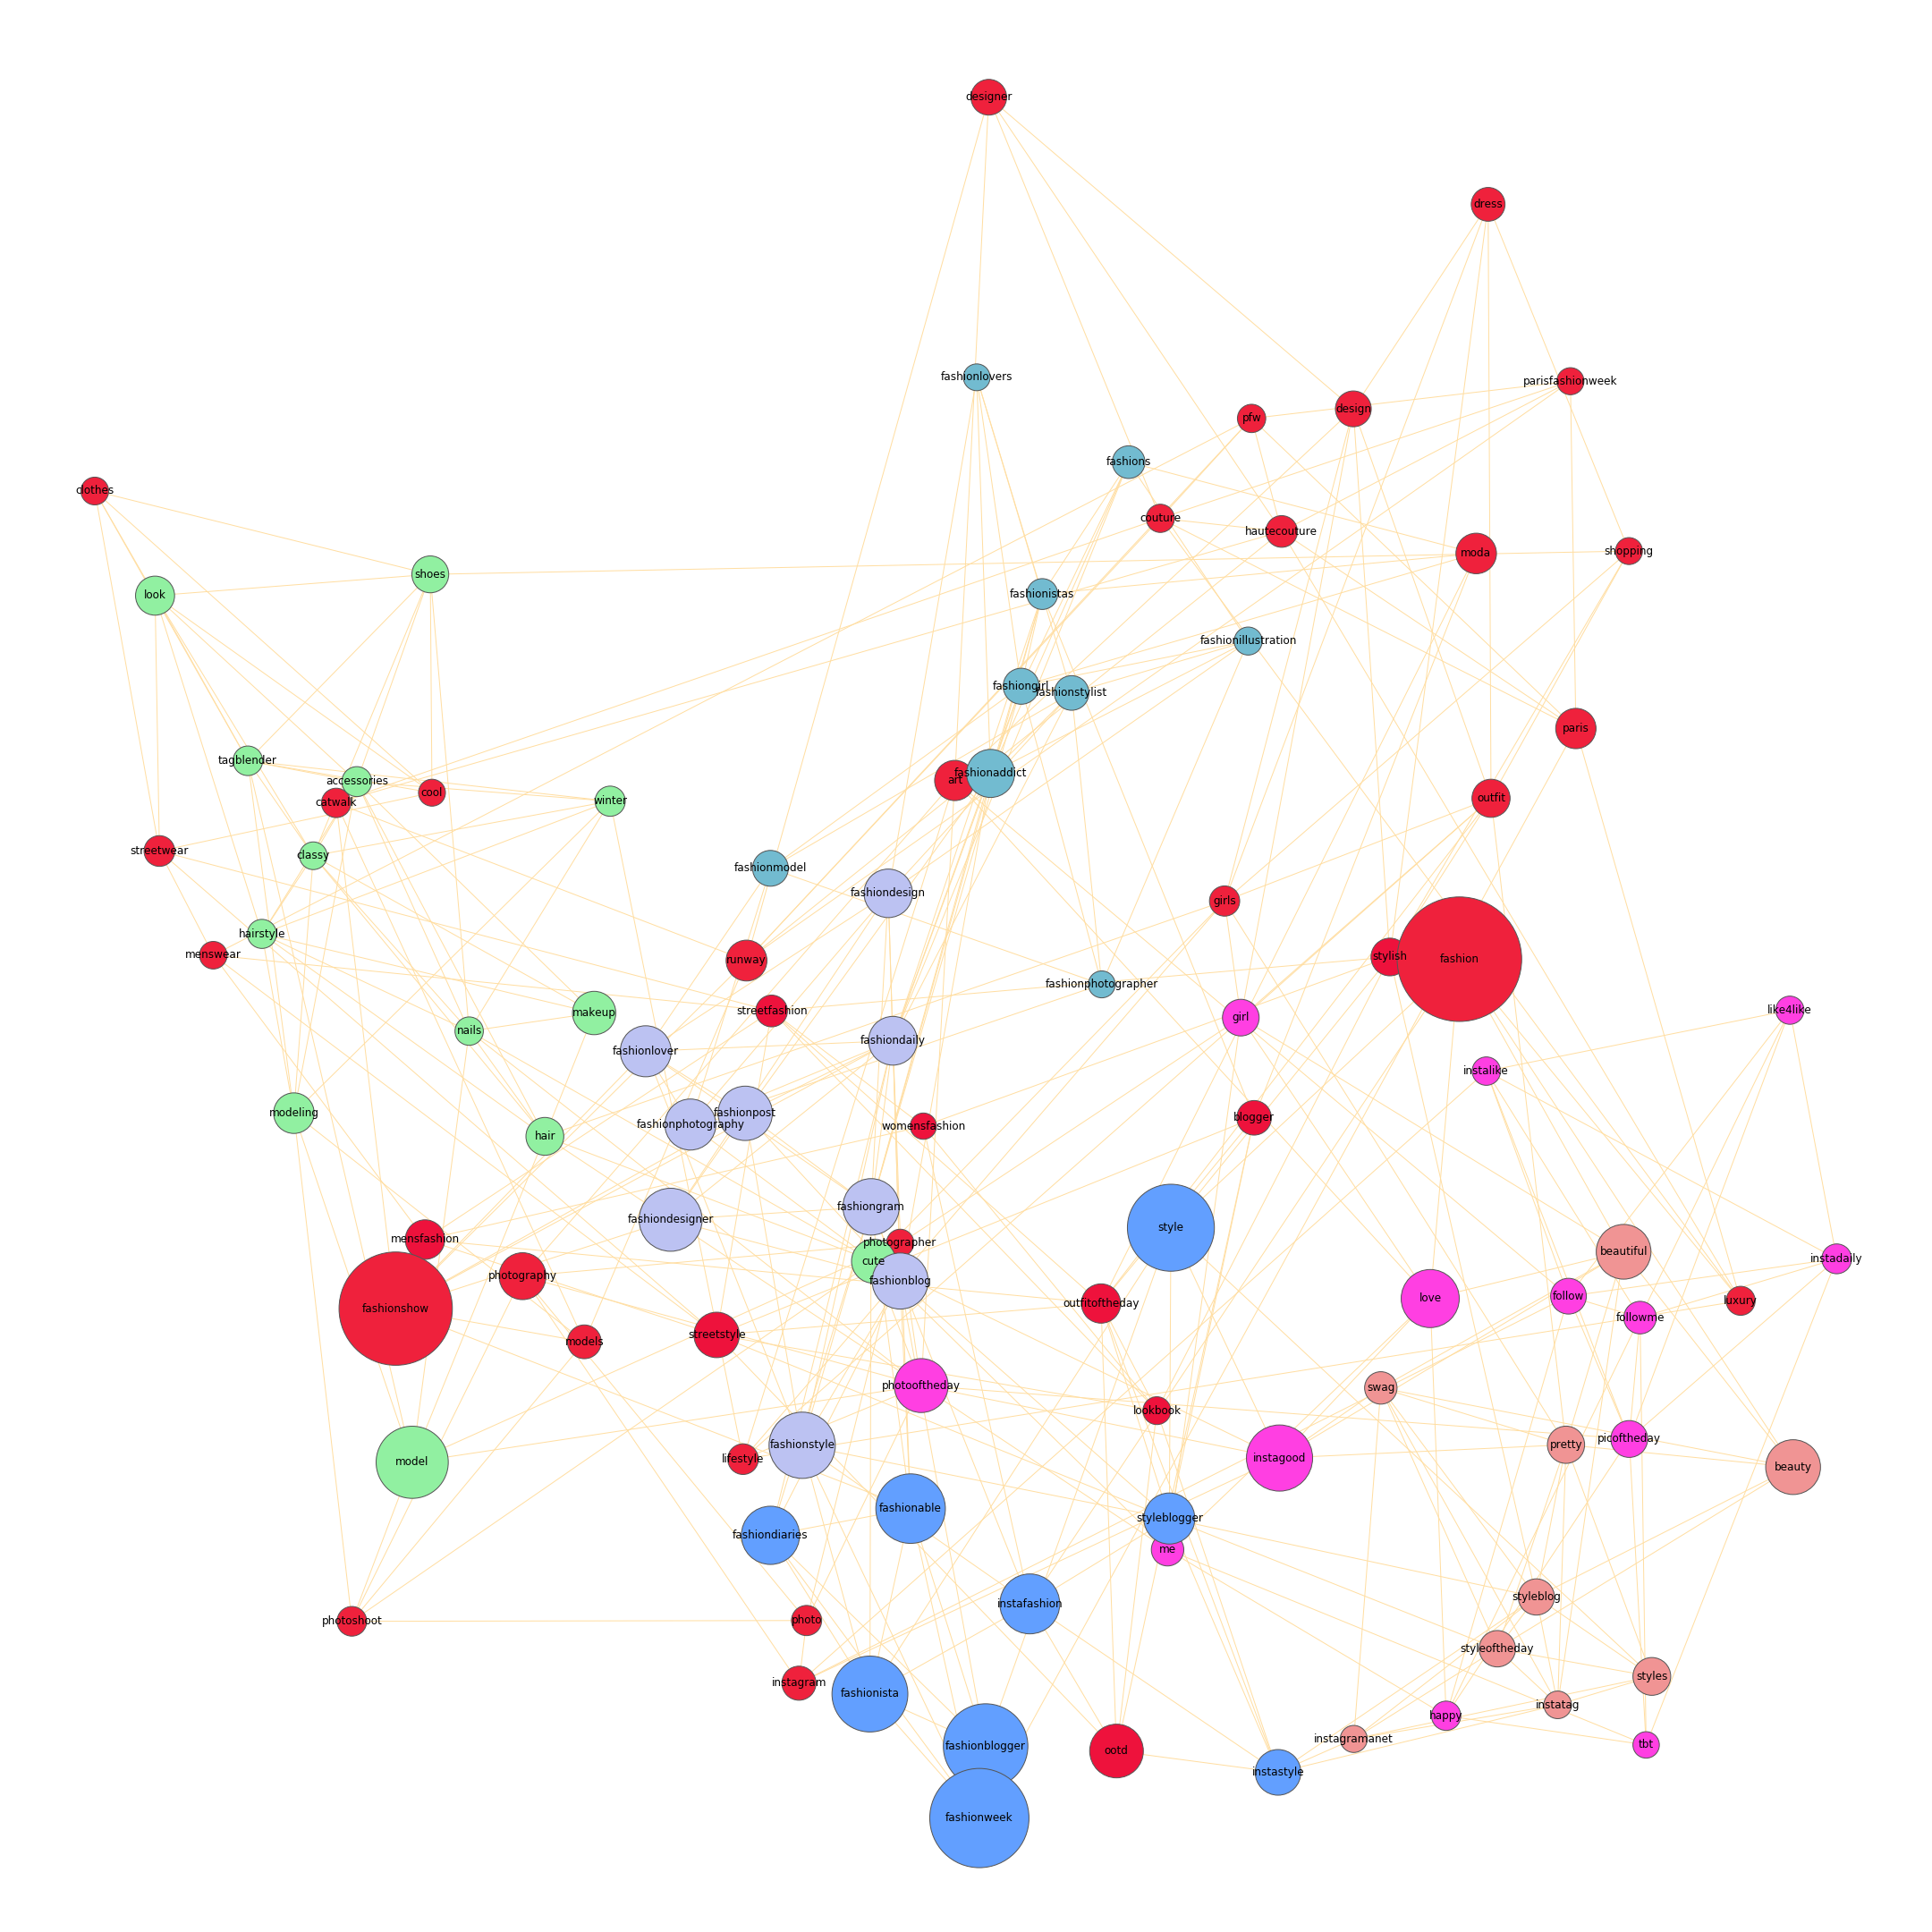 designer
dress
fashionlovers
parisfashionweek
design
pfw
fashions
clothes
couture
hautecouture
shopping
moda
shoes
look
fashionistas
fashionillustration
fashiongirl
fashionstylist
paris
tagblender
fashionaddict
art
accessories
cool
catwalk
winter
outfit
streetwear
classy
fashionmodel
fashiondesign
girls
hairstyle
menswear
stylish
fashion
runway
fashionphotographer
like4like
streetfashion
makeup
girl
nails
fashiondaily
fashionlover
instalike
modeling
fashionpost
blogger
fashionphotography
womensfashion
hair
fashiongram
fashiondesigner
style
mensfashion
photographer
beautiful
instadaily
cute
photography
fashionblog
follow
love
luxury
outfitoftheday
fashionshow
followme
streetstyle
models
photooftheday
swag
lookbook
picoftheday
fashionstyle
pretty
instagood
lifestyle
model
beauty
fashionable
styleblogger
fashiondiaries
me
styleblog
instafashion
photoshoot
photo
styleoftheday
styles
instagram
fashionista
instatag
happy
instagramanet
tbt
fashionblogger
ootd
instastyle
fashionweek